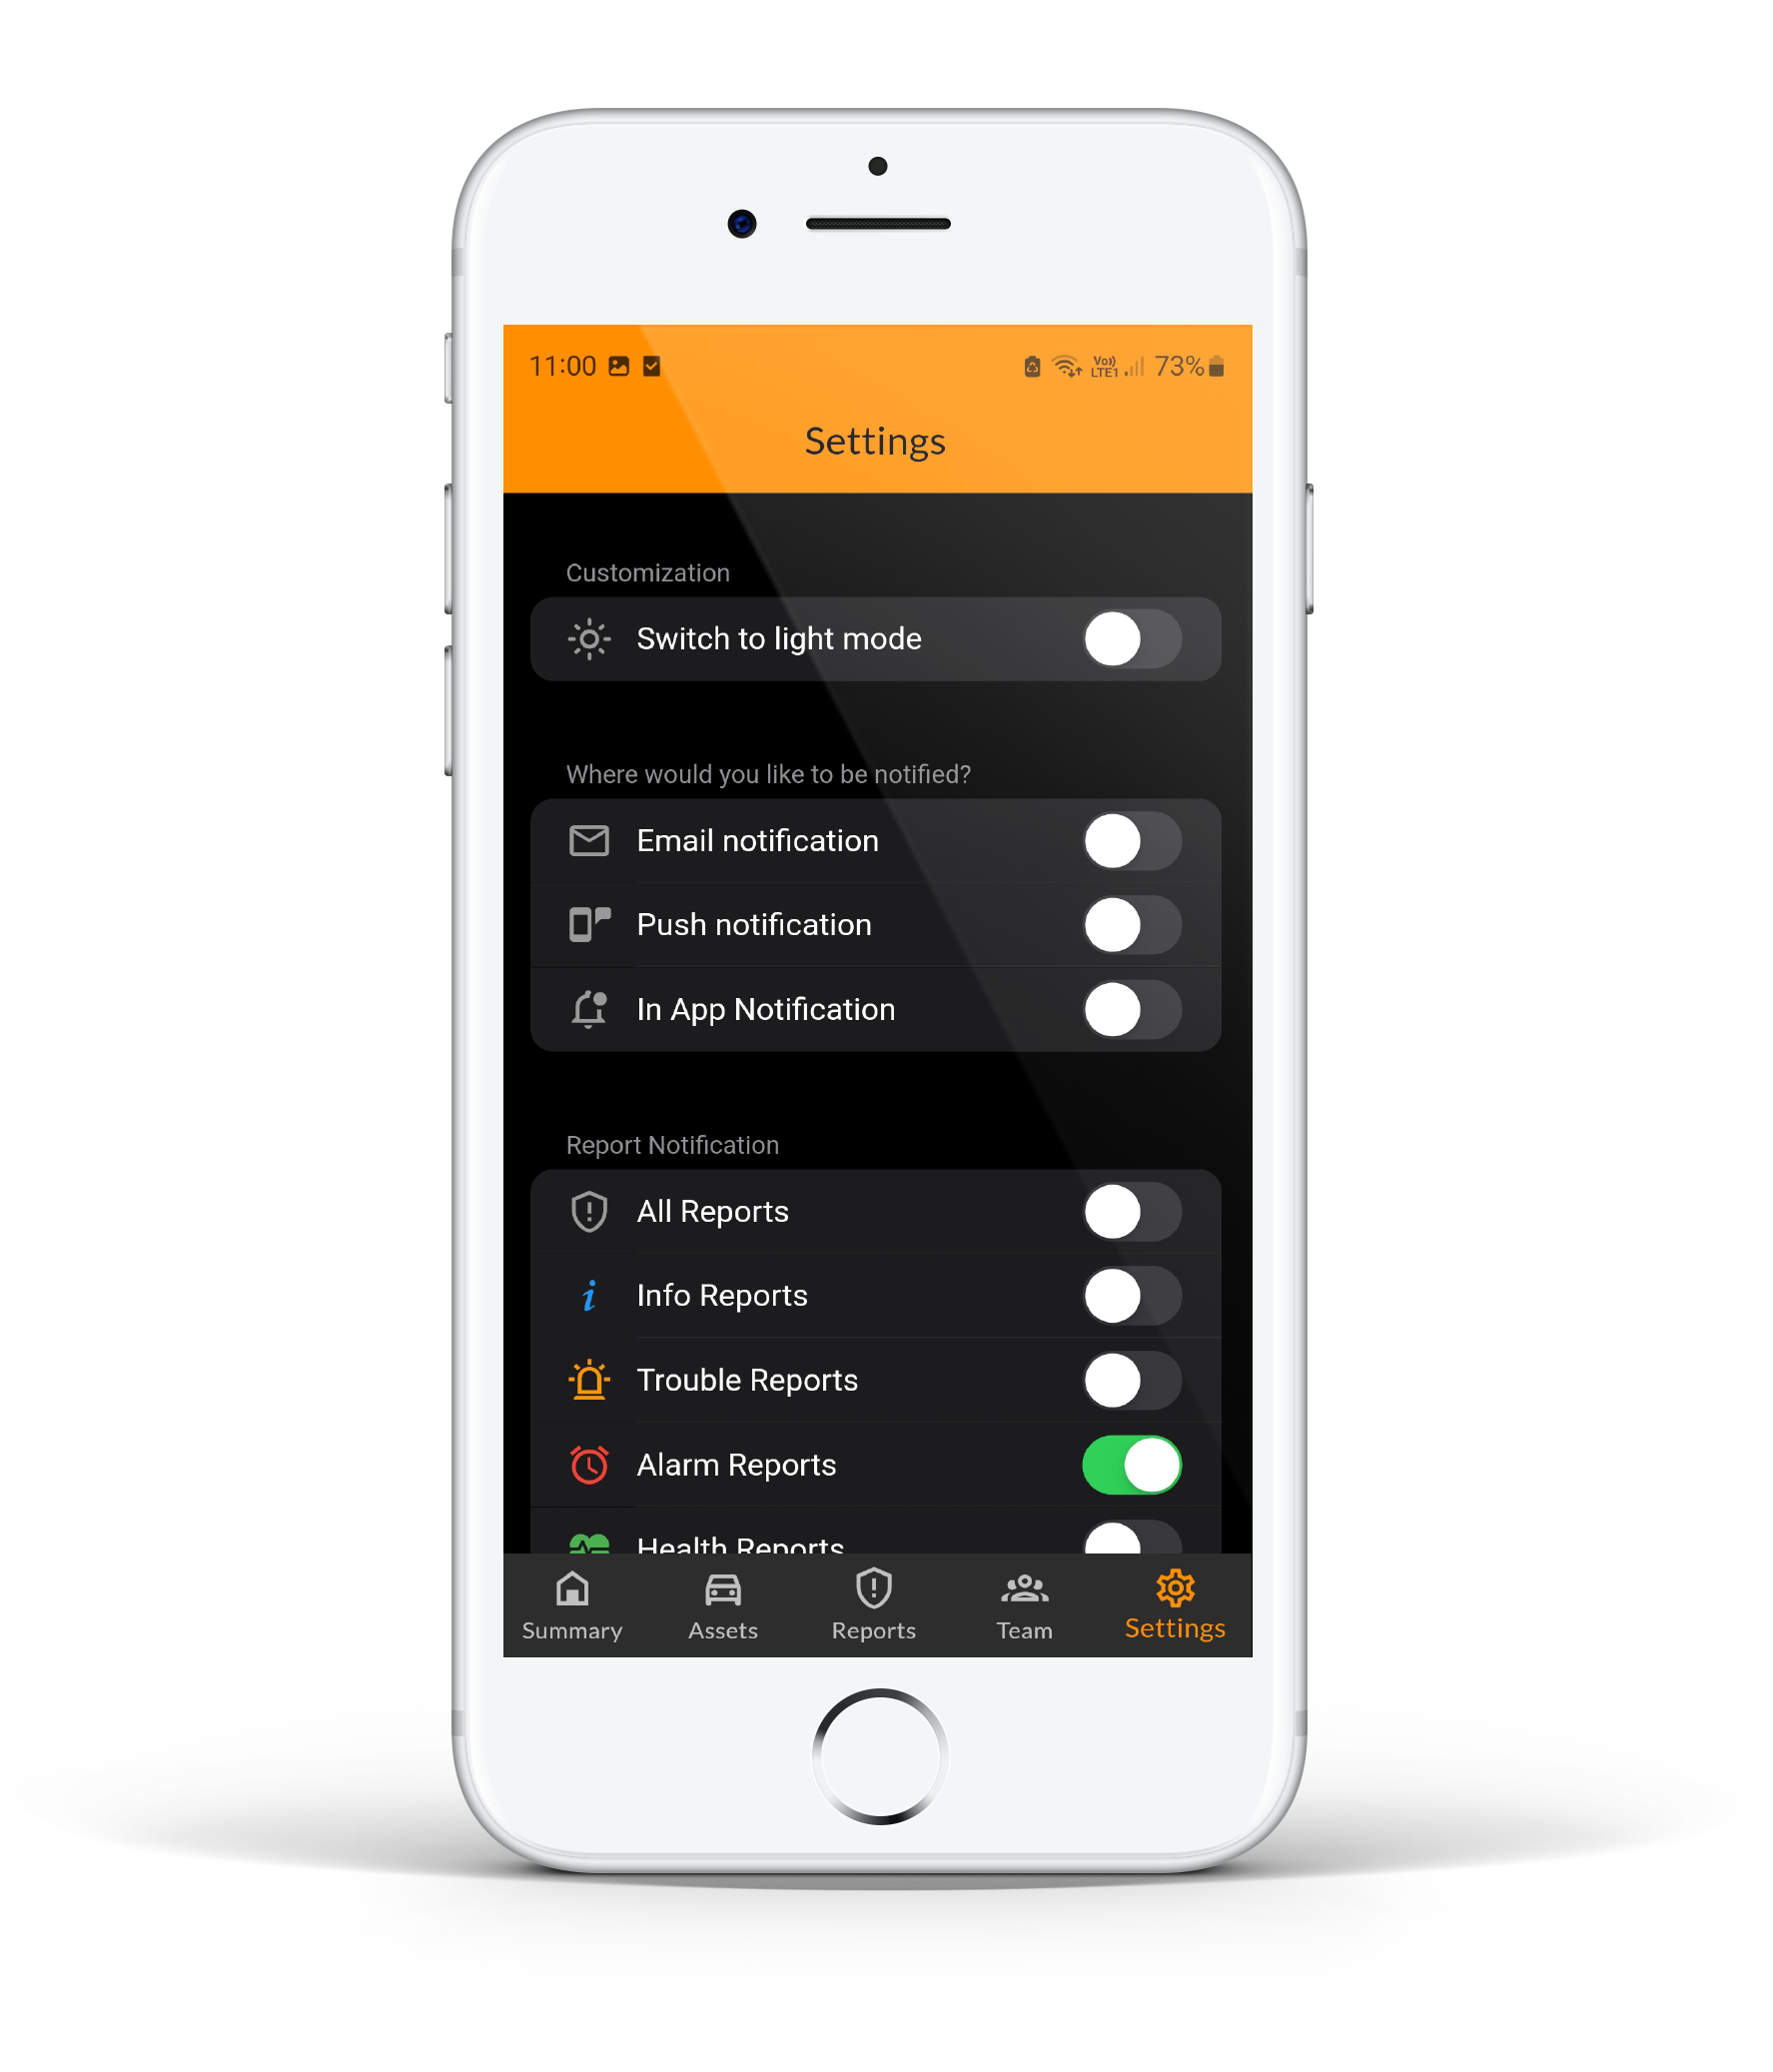 11:00 Vo)) LTE1 73%
Settings
Customization
Switch to light mode
Where would you like to be notified?
Email notification
Push notification
In App Notification
Report Notification
All Reports
Info Reports
Trouble Reports
Alarm Reports
Health Reports
Summary Assets Reports Team Settings